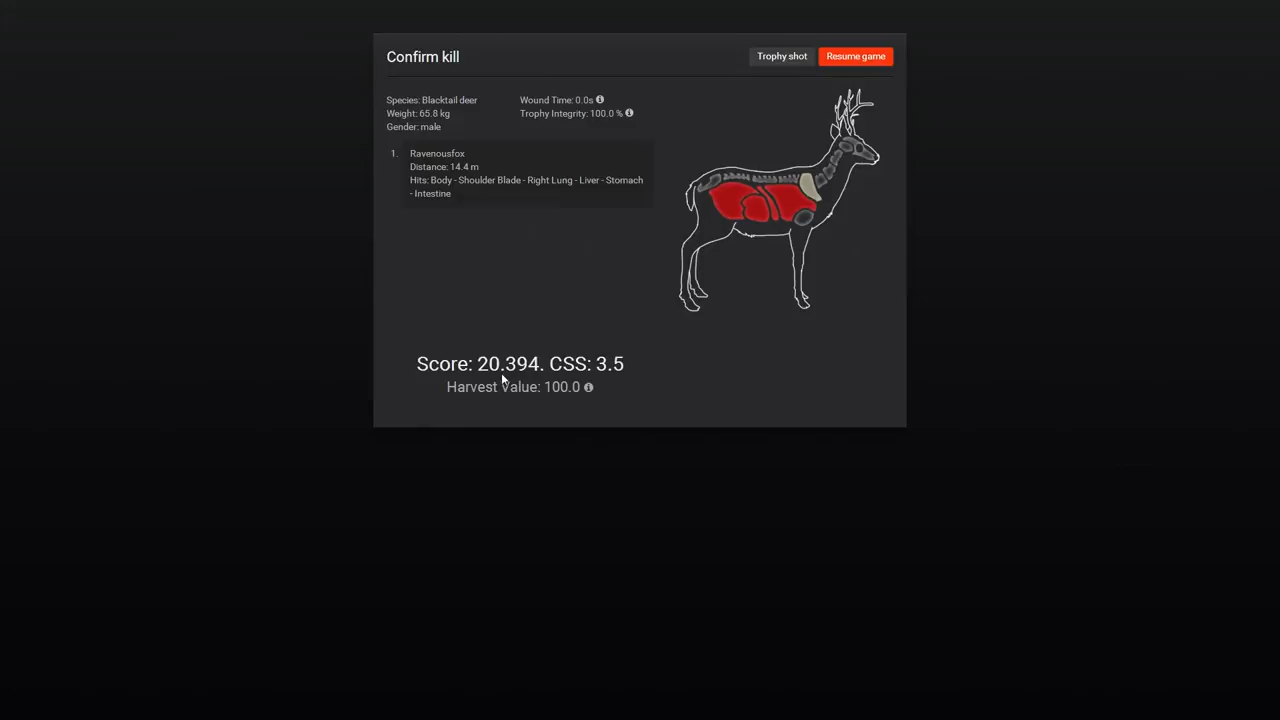 Confirm kill
Trophy shot
Resume game
Species: Blacktail deer
Weight: 65.8 kg
Gender: male
Wound Time: 0.0s
Trophy Integrity: 100.0 %
1. Ravenousfox
Distance: 14.4 m
Hits: Body - Shoulder Blade - Right Lung - Liver - Stomach
- Intestine
Score: 20.394. CSS: 3.5
Harvest Value: 100.0